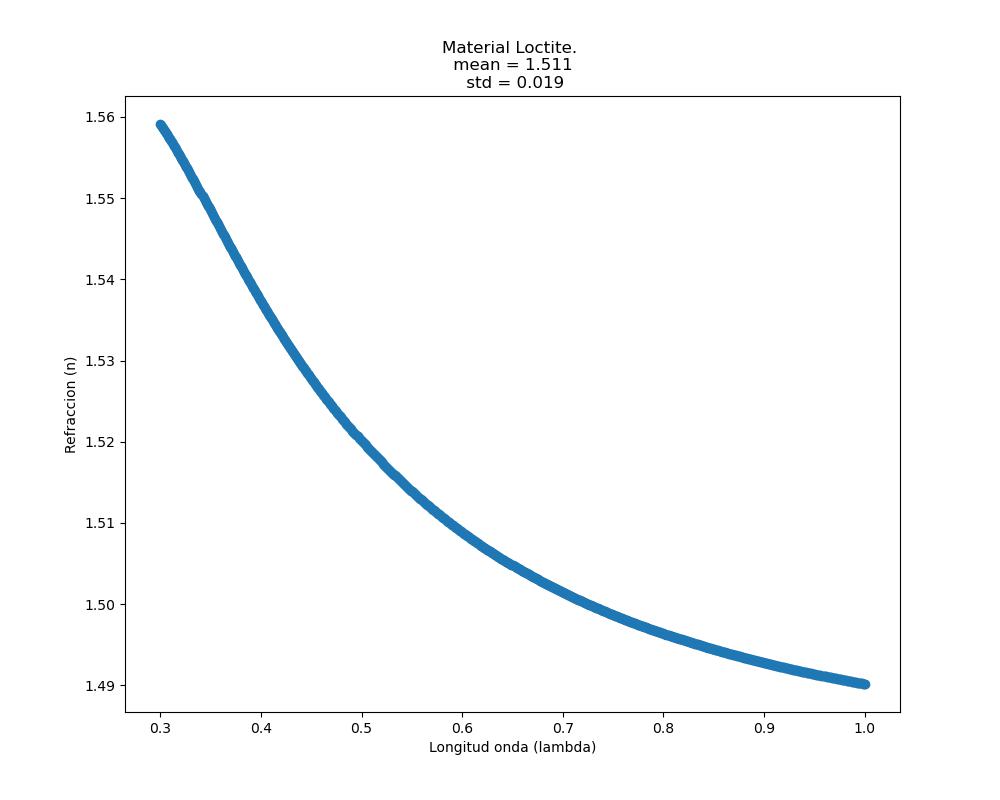 Material Loctite.
mean = 1.511
std = 0.019
1.56
1.55
1.54
1.53
1.52
1.51
1.50
1.49
Refraccion (n)
0.3 0.4 0.5 0.6 0.7 0.8 0.9 1.0
Longitud onda (lambda)